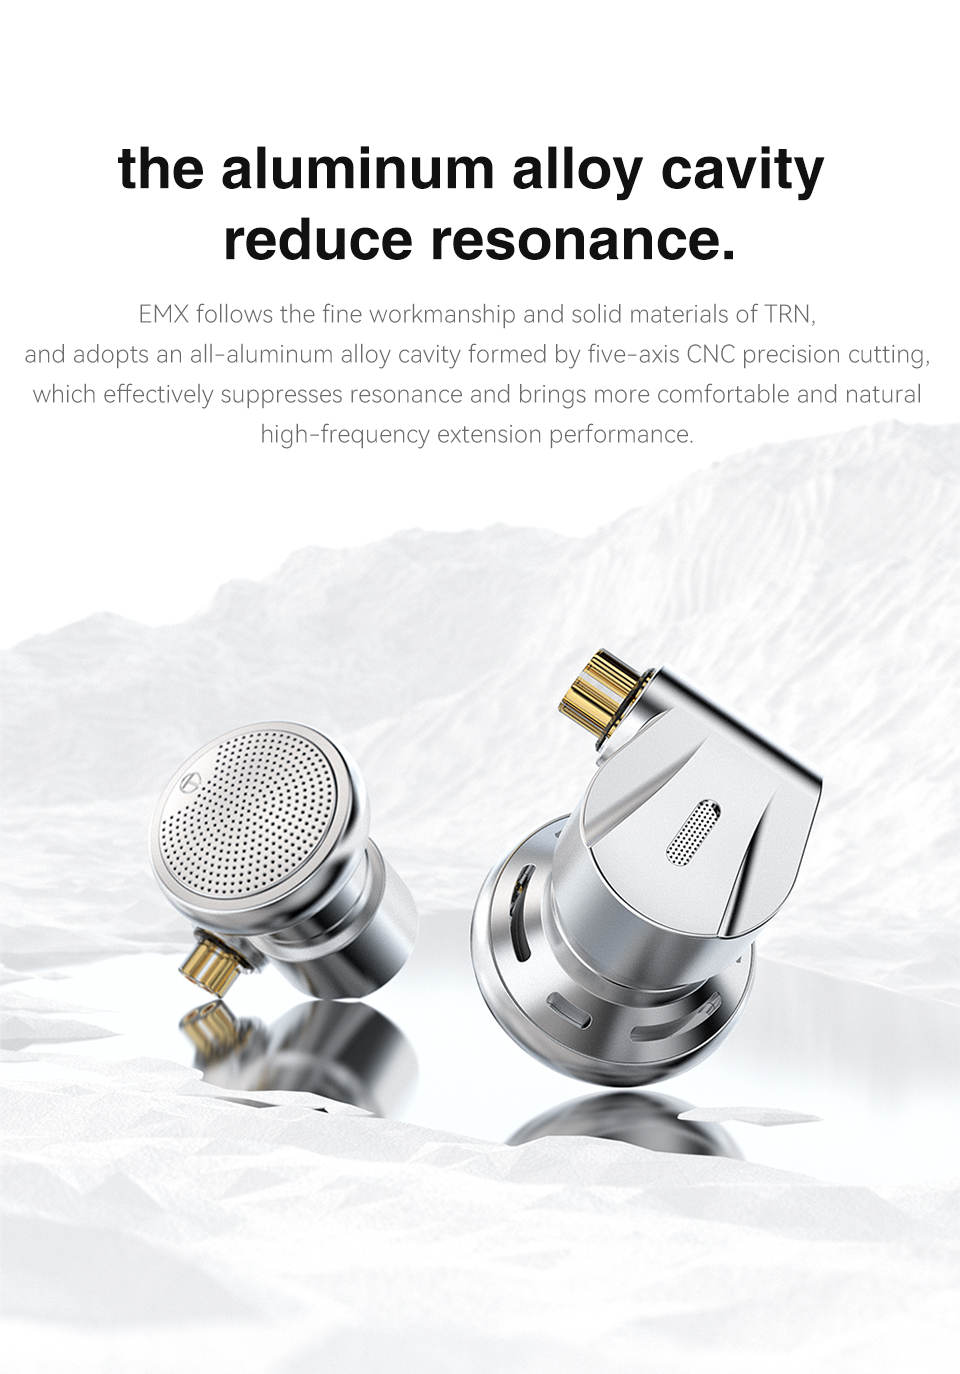 the aluminum alloy cavity
reduce resonance.
EMX follows the fine workmanship and solid materials of TRN,
and adopts an all-aluminum alloy cavity formed by five-axis CNC precision cutting,
which effectively suppresses resonance and brings more comfortable and natural
high-frequency extension performance.